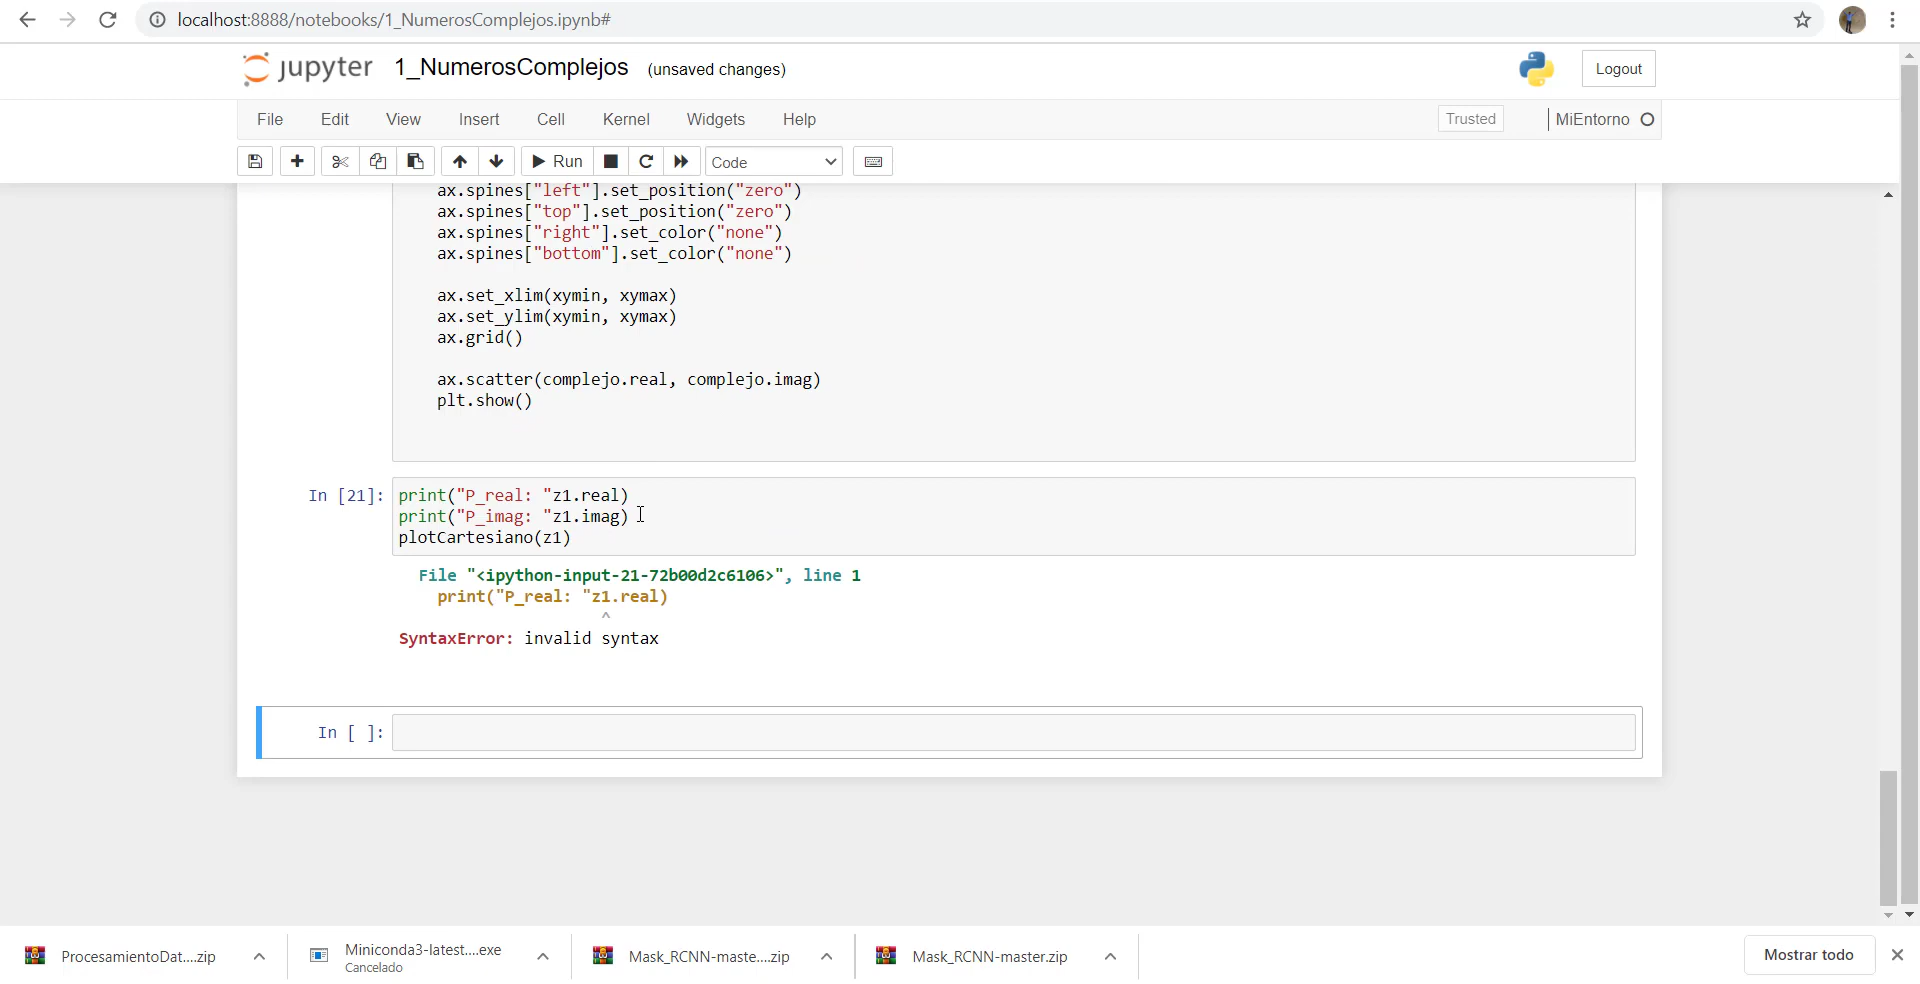 localhost:8888/notebooks/1_NumerosComplejos.ipynb#
jupyter 1_NumerosComplejos (unsaved changes) Logout
File Edit View Insert Cell Kernel Widgets Help Trusted MiEntorno
Run Code
ax.spines["left"].set_position("zero")
ax.spines["top"].set_position("zero")
ax.spines["right"].set_color("none")
ax.spines["bottom"].set_color("none")
ax.set_xlim(xymin, xymax)
ax.set_ylim(xymin, xymax)
ax.grid()
ax.scatter(complejo.real, complejo.imag)
plt.show()
In [21]: print("P_real: "z1.real)
print("P_imag: "z1.imag)
plotCartesiano(z1)
File "<ipython-input-21-72b00d2c6106>", line 1
print("P_real: "z1.real)
^
SyntaxError: invalid syntax
In [ ]:
ProcesamientoDat....zip Miniconda3-latest....exe Mask_RCNN-maste....zip Mask_RCNN-master.zip Mostrar todo
Cancelado